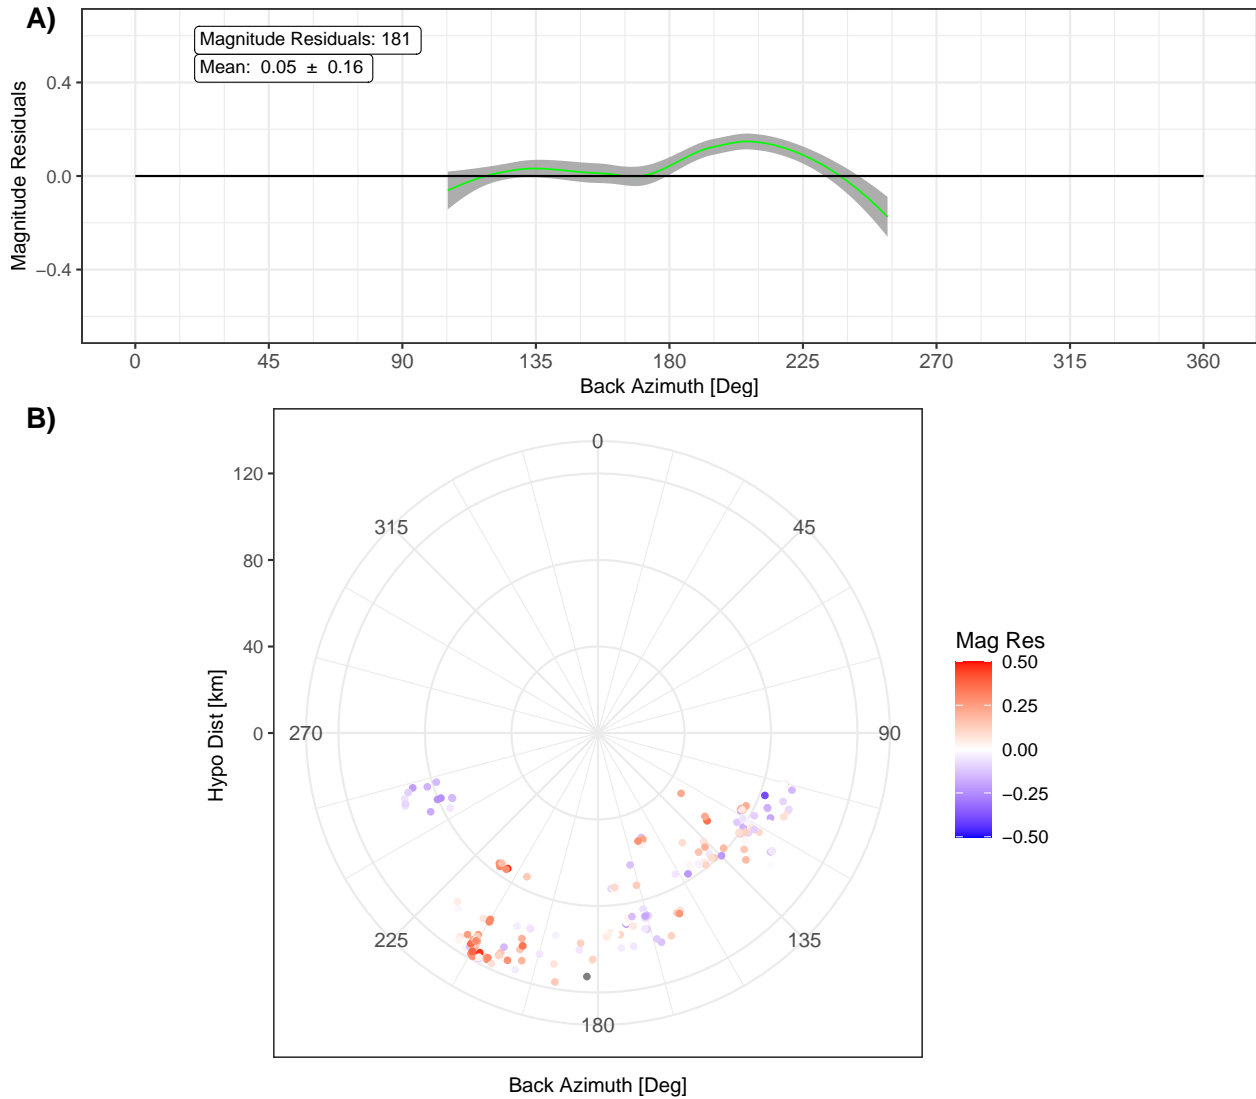 A)
Magnitude Residuals: 181
Mean:  0.05  ±  0.16
Magnitude Residuals
0.4
0.0
−0.4
0 45 90 135 180 225 270 315 360
Back Azimuth [Deg]
B)
Hypo Dist [km]
120
80
40
0
0
45
90
135
180
225
270
315
Back Azimuth [Deg]
Mag Res
0.50
0.25
0.00
−0.25
−0.50